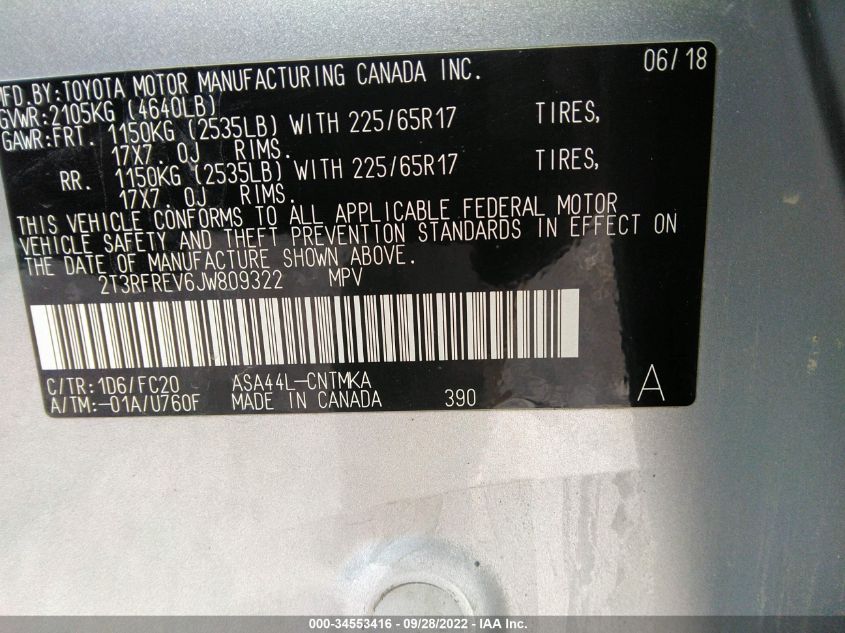 MFD.BY:TOYOTA MOTOR MANUFACTURING CANADA INC. 06/18
GVWR:2105KG (4640LB)
GAWR:FRT. 1150KG (2535LB) WITH 225/65R17 TIRES,
17X7. 0J RIMS.
RR. 1150KG (2535LB) WITH 225/65R17 TIRES,
17X7. 0J RIMS.
THIS VEHICLE CONFORMS TO ALL APPLICABLE FEDERAL MOTOR
VEHICLE SAFETY AND THEFT PREVENTION STANDARDS IN EFFECT ON
THE DATE OF MANUFACTURE SHOWN ABOVE.
2T3RFREV6JW809322 MPV
C/TR:1D6/FC20 ASA44L-CNTMKA A
A/TM:-01A/U760F MADE IN CANADA 390
000-34553416 - 09/28/2022 - IAA Inc.